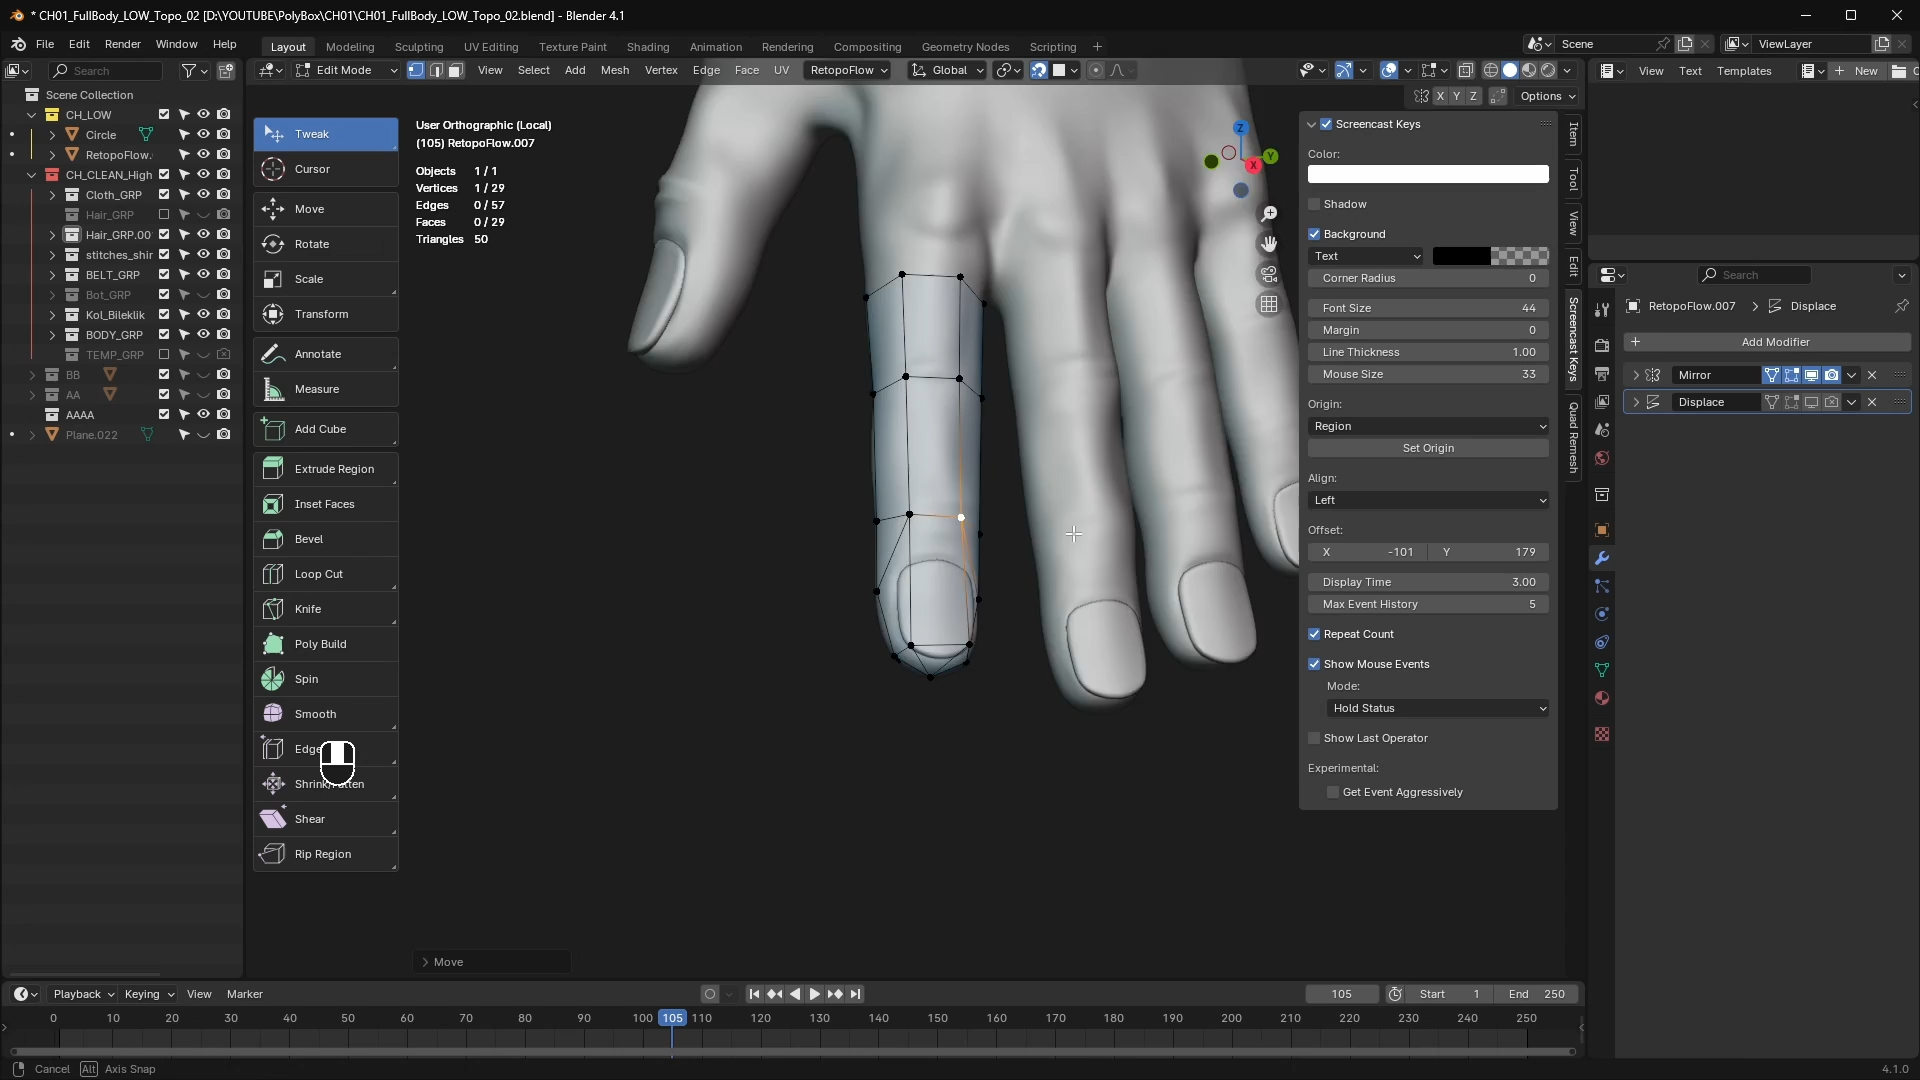 * CH01_FullBody_LOW_Topo_02 [D:\YOUTUBE\PolyBox\CH01\CH01_FullBody_LOW_Topo_02.blend] - Blender 4.1
File Edit Render Window Help
Layout Modeling Sculpting UV Editing Texture Paint Shading Animation Rendering Compositing Geometry Nodes Scripting
Scene
ViewLayer
Search
Edit Mode
View Select Add Mesh Vertex Edge Face UV
RetopoFlow
Global
View Text Templates
New
X Y Z
Options
Scene Collection
CH_LOW
Circle
RetopoFlow.
CH_CLEAN_High
Cloth_GRP
Hair_GRP
Hair_GRP.00
stitches_shir
BELT_GRP
Bot_GRP
Kol_Bileklik
BODY_GRP
TEMP_GRP
BB
AA
AAAA
Plane.022
Tweak
Cursor
Move
Rotate
Scale
Transform
Annotate
Measure
Add Cube
Extrude Region
Inset Faces
Bevel
Loop Cut
Knife
Poly Build
Spin
Smooth
Edge
Shear
Rip Region
User Orthographic (Local)
(105) RetopoFlow.007
Objects 1 / 1
Vertices 1 / 29
Edges 0 / 57
Faces 0 / 29
Triangles 50
Z
Y
X
Move
Screencast Keys
Color:
Shadow
Background
Text
Corner Radius 0
Font Size 44
Margin 0
Line Thickness 1.00
Mouse Size 33
Origin:
Region
Set Origin
Align:
Left
Offset:
X -101 Y 179
Display Time 3.00
Max Event History 5
Repeat Count
Show Mouse Events
Mode:
Hold Status
Show Last Operator
Experimental:
Get Event Aggressively
Item
Tool
View
Edit
Screencast Keys
Quad Remesh
Search
RetopoFlow.007 Displace
Add Modifier
Mirror
Displace
Playback Keying View Marker
105
Start 1
End 250
0 10 20 30 40 50 60 70 80 90 100 105 110 120 130 140 150 160 170 180 190 200 210 220 230 240 250
Cancel Alt Axis Snap
4.1.0